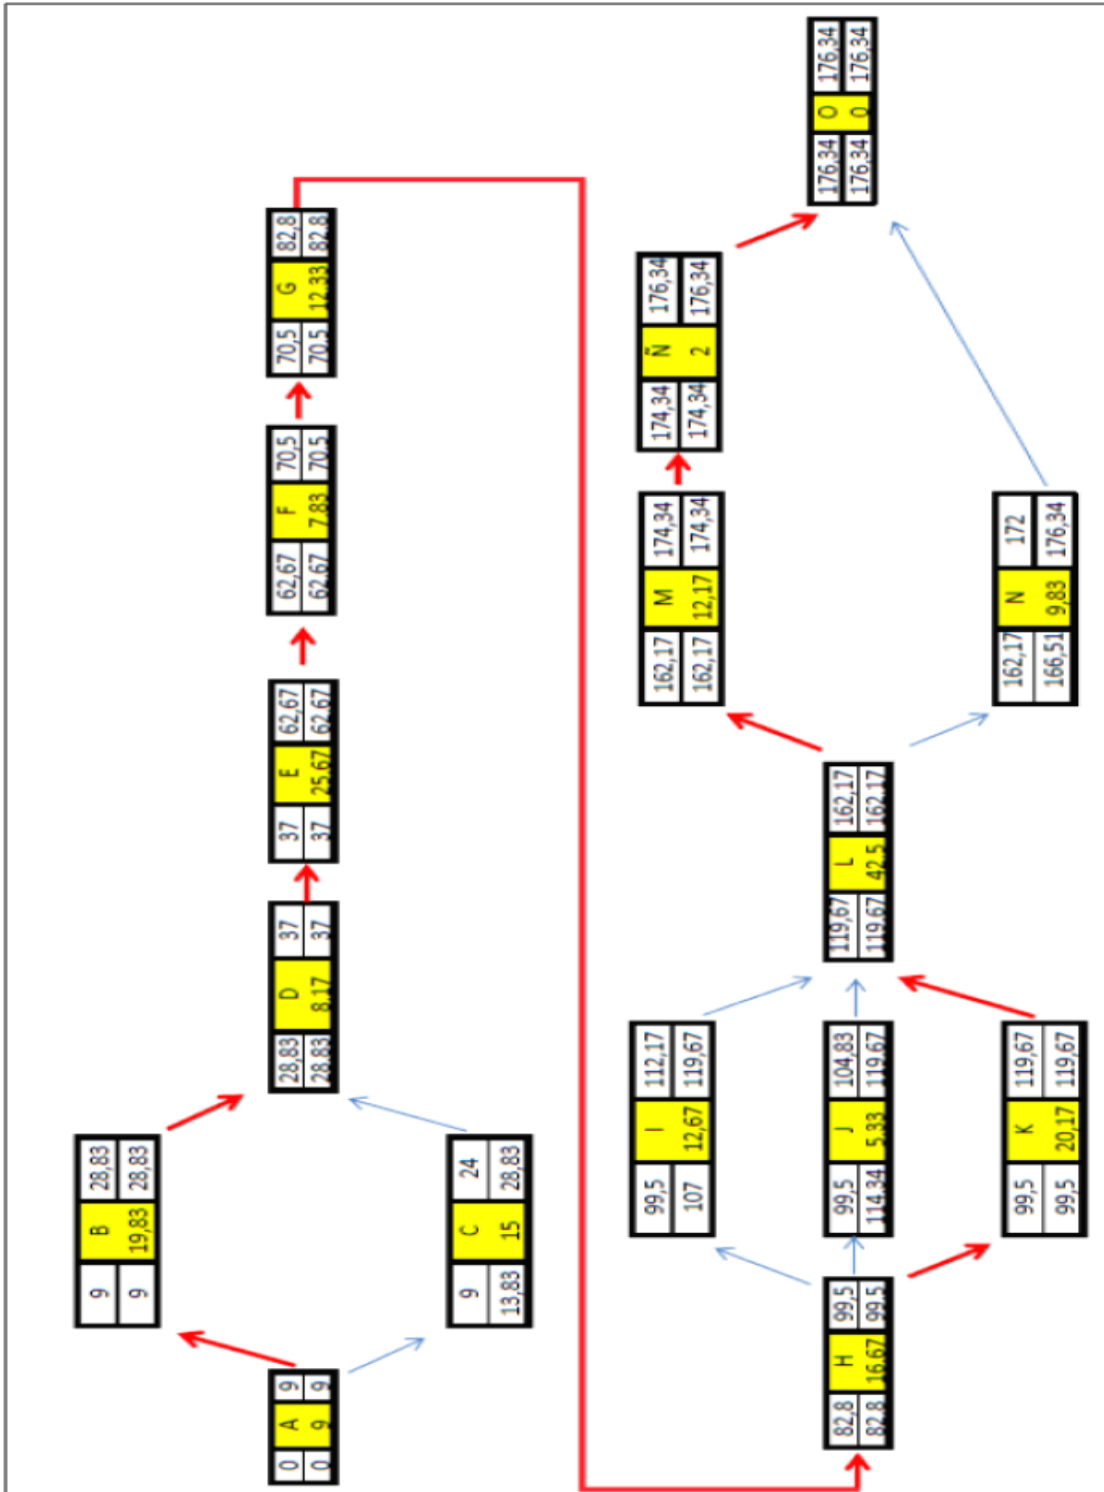 0 A 9
0 9 9
9 B 28,83
9 19,83 28,83
9 C 24
13,83 15 28,83
28,83 D 37
28,83 8,17 37
37 E 62,67
37 25,67 62,67
62,67 F 70,5
62,67 7,83 70,5
70,5 G 82,8
70,5 12,33 82,8
82,8 H 99,5
82,8 16,67 99,5
99,5 I 112,17
107 12,67 119,67
99,5 J 104,83
114,34 5,33 119,67
99,5 K 119,67
99,5 20,17 119,67
119,67 L 162,17
119,67 42,5 162,17
162,17 M 174,34
162,17 12,17 174,34
162,17 N 172
166,51 9,83 176,34
174,34 Ñ 176,34
174,34 2 176,34
176,34 O 176,34
176,34 0 176,34